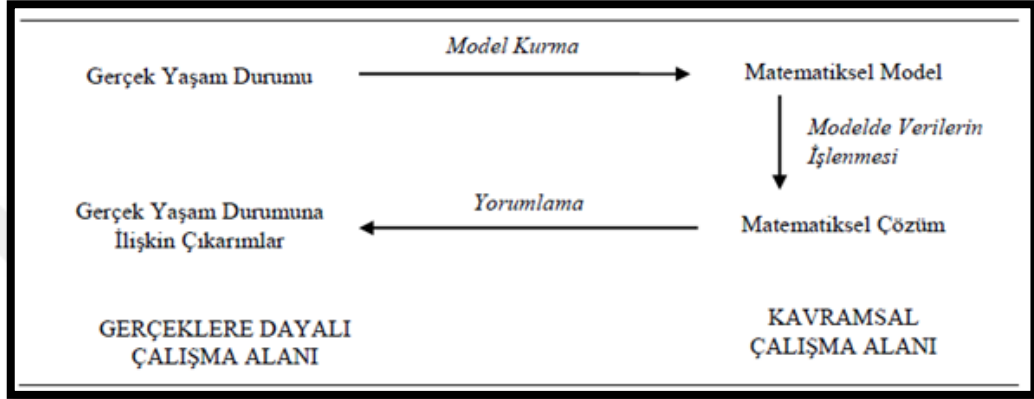 Model Kurma
Gerçek Yaşam Durumu
Matematiksel Model
Modelde Verilerin
İşlenmesi
Yorumlama
Gerçek Yaşam Durumuna
İlişkin Çıkarımlar
Matematiksel Çözüm
GERÇEKLERE DAYALI
ÇALIŞMA ALANI
KAVRAMSAL
ÇALIŞMA ALANI